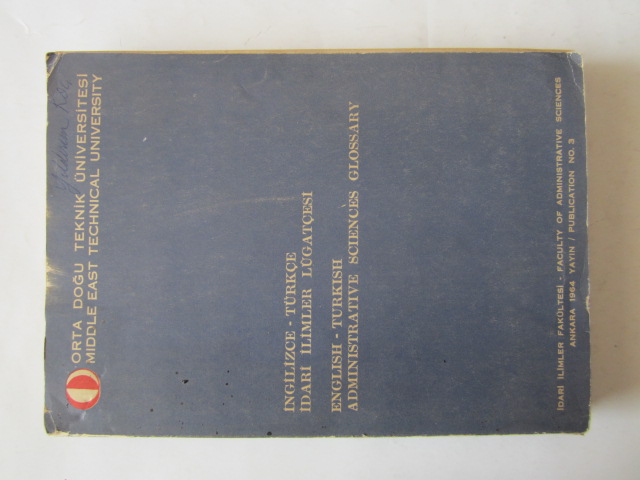 ORTA DOĞU TEKNİK ÜNİVERSİTESİ
MIDDLE EAST TECHNICAL UNIVERSITY
İNGİLİZCE - TÜRKÇE
İDARİ İLİMLER LÜGATÇESİ
ENGLISH - TURKISH
ADMINISTRATIVE SCIENCES GLOSSARY
İDARİ İLİMLER FAKÜLTESİ - FACULTY OF ADMINISTRATIVE SCIENCES
ANKARA 1964 YAYIN / PUBLICATION NO. 3